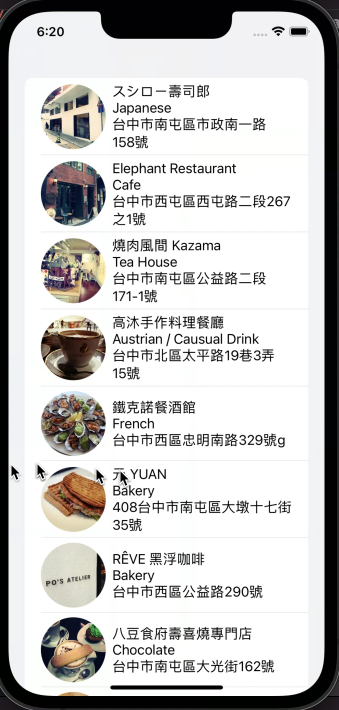 6:20
スシロー壽司郎
Japanese
台中市南屯區市政南一路
158號
Elephant Restaurant
Cafe
台中市西屯區西屯路二段267
之1號
燒肉風間 Kazama
Tea House
台中市南屯區公益路二段
171-1號
高沐手作料理餐廳
Austrian / Causual Drink
台中市北區太平路19巷3弄
15號
鐵克諾餐酒館
French
台中市西區忠明南路329號g
元 YUAN
Bakery
408台中市南屯區大墩十七街
35號
RÊVE 黑浮咖啡
Bakery
台中市西區公益路290號
PO'S ATELIER
八豆食府壽喜燒專門店
Chocolate
台中市南屯區大光街162號